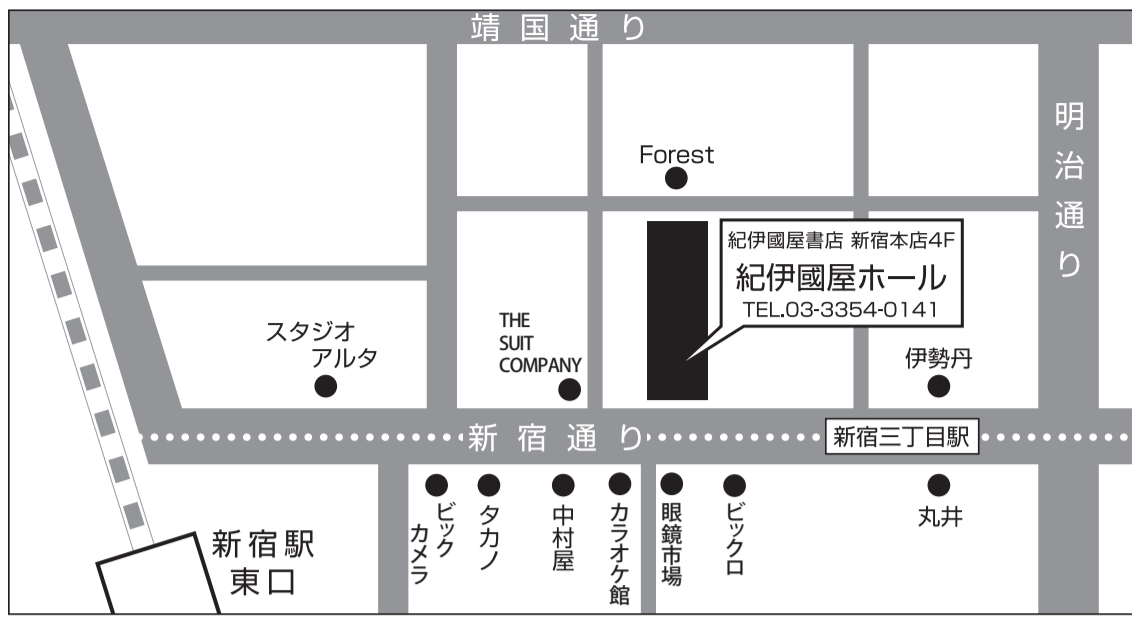 靖国通り
明治通り
Forest
紀伊國屋書店 新宿本店4F
紀伊國屋ホール
TEL.03-3354-0141
スタジオ
アルタ
THE
SUIT
COMPANY
伊勢丹
新宿通り
新宿三丁目駅
ビック
カメラ
タカノ
中村屋
カラオケ館
眼鏡市場
ビックロ
丸井
新宿駅
東口